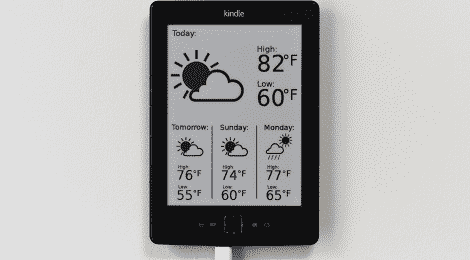 kindle
Today:
High:
82°F
Low:
60°F
Tomorrow: Sunday: Monday:
High: High: High:
76°F 74°F 77°F
Low: Low: Low:
55°F 60°F 65°F